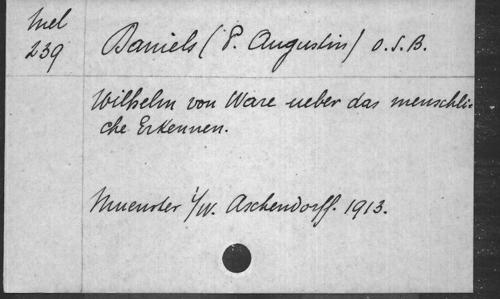 Mel
239
Daniels (P. Augustin) O.S.B.
Wilhelm von Ware ueber das menschli-
che Erkennen.
Muenster i/W. Aschendorff. 1913.